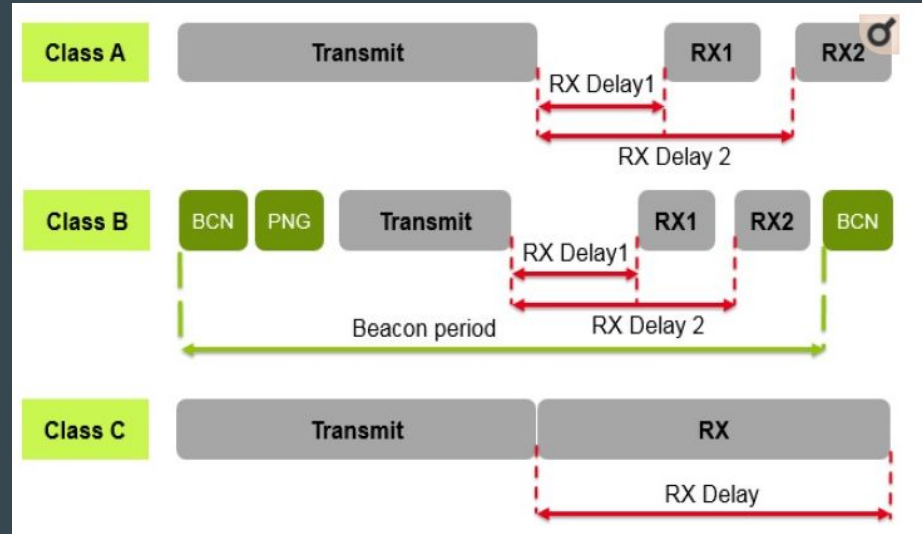 Class A
Transmit
RX1
RX2
RX Delay1
RX Delay 2
Class B
BCN
PNG
Transmit
RX1
RX2
BCN
RX Delay1
Beacon period
RX Delay 2
Class C
Transmit
RX
RX Delay